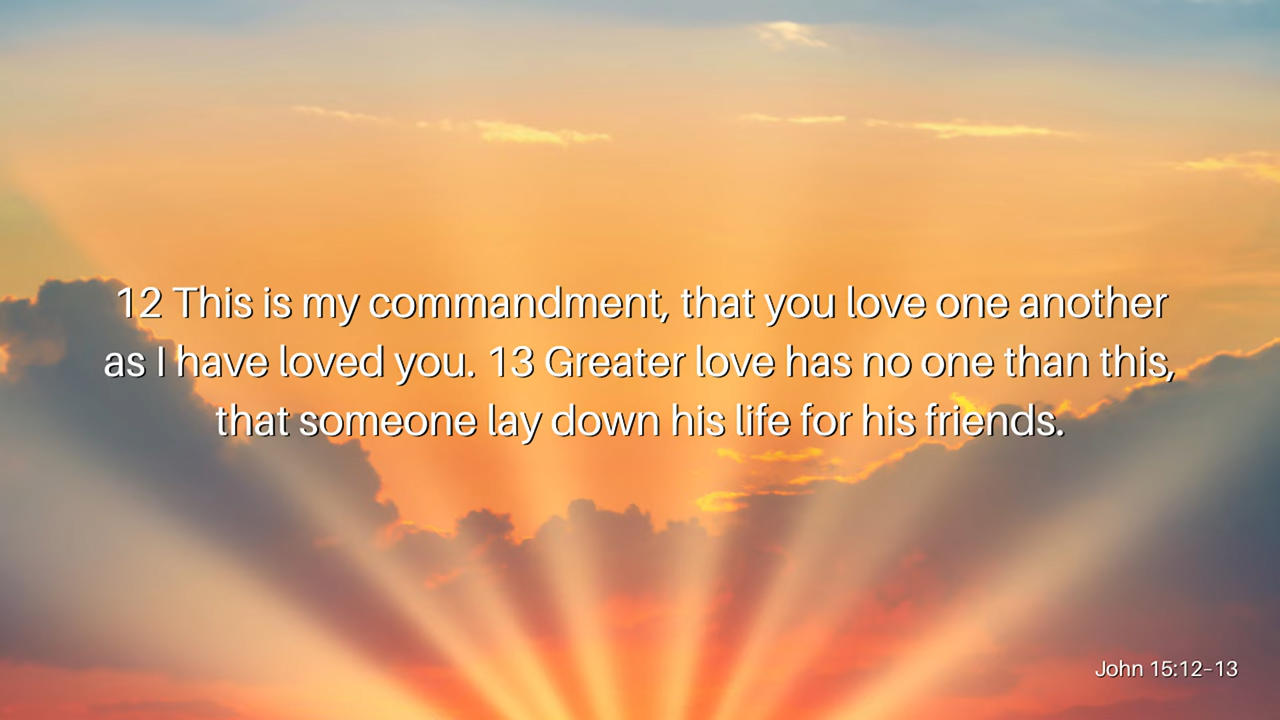 12 This is my commandment, that you love one another
as I have loved you. 13 Greater love has no one than this,
that someone lay down his life for his friends.
John 15:12–13